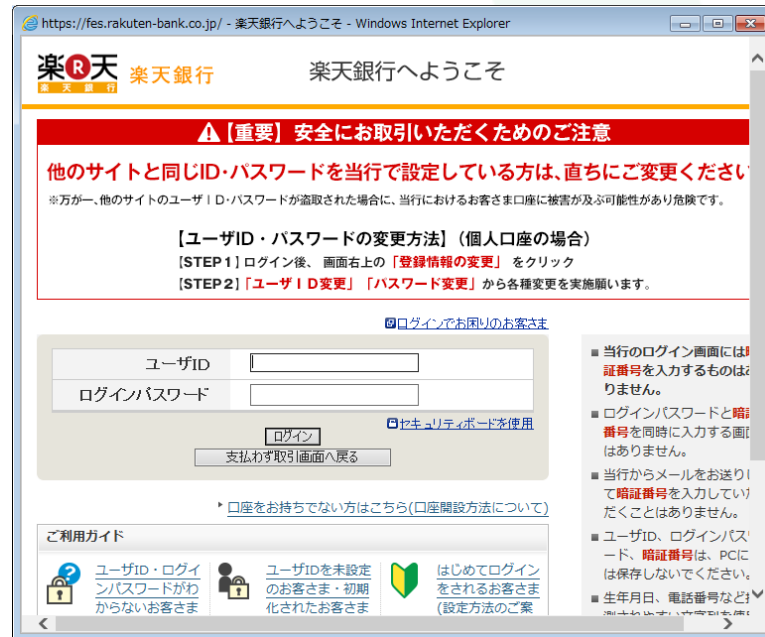 https://fes.rakuten-bank.co.jp/ - 楽天銀行へようこそ - Windows Internet Explorer
楽R天 楽天銀行 楽天銀行へようこそ
楽天銀行
【重要】安全にお取引いただくためのご注意
他のサイトと同じID・パスワードを当行で設定している方は、直ちにご変更ください
※万が一、他のサイトのユーザID・パスワードが盗取された場合に、当行におけるお客さま口座に被害が及ぶ可能性があり危険です。
【ユーザID・パスワードの変更方法】(個人口座の場合)
【STEP1】ログイン後、画面右上の「登録情報の変更」 をクリック
【STEP2】「ユーザID変更」「パスワード変更」から各種変更を実施願います。
ログインでお困りのお客さま
ユーザID
ログインパスワード
セキュリティボードを使用
ログイン
支払わず取引画面へ戻る
口座をお持ちでない方はこちら(口座開設方法について)
ご利用ガイド
ユーザID・ログイ
ンパスワードがわ
からないお客さま
ユーザIDを未設定
のお客さま・初期
化されたお客さま
はじめてログイン
をされるお客さま
(設定方法のご案
■ 当行のログイン画面には
証番号を入力するものは
りません。
■ ログインパスワードと暗
番号を同時に入力する画
はありません。
■ 当行からメールをお送りし
て暗証番号を入力していた
だくことはありません。
■ ユーザID、ログインパス
ード、暗証番号は、PCに
は保存しないでください。
■ 生年月日、電話番号など